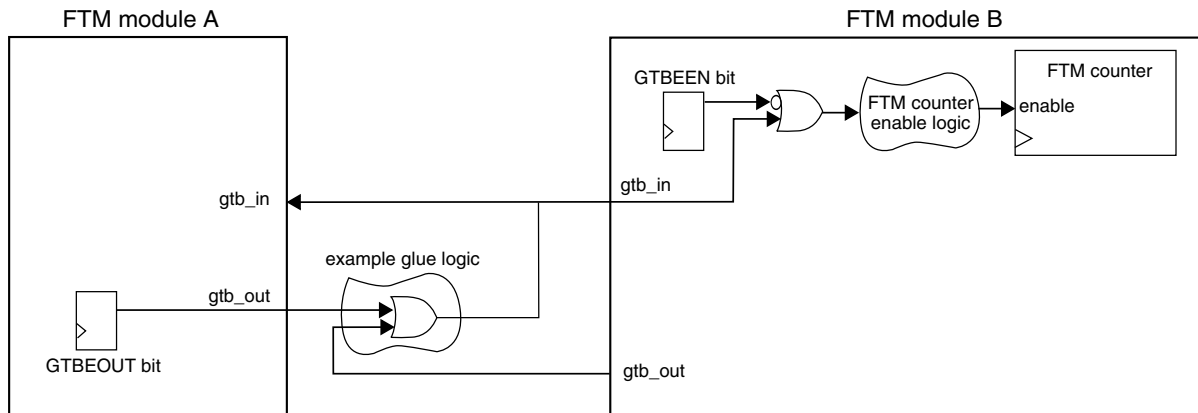 FTM module A
FTM module B
GTBEEN bit
FTM counter
enable logic
FTM counter
enable
gtb_in
gtb_in
example glue logic
gtb_out
GTBEOUT bit
gtb_out